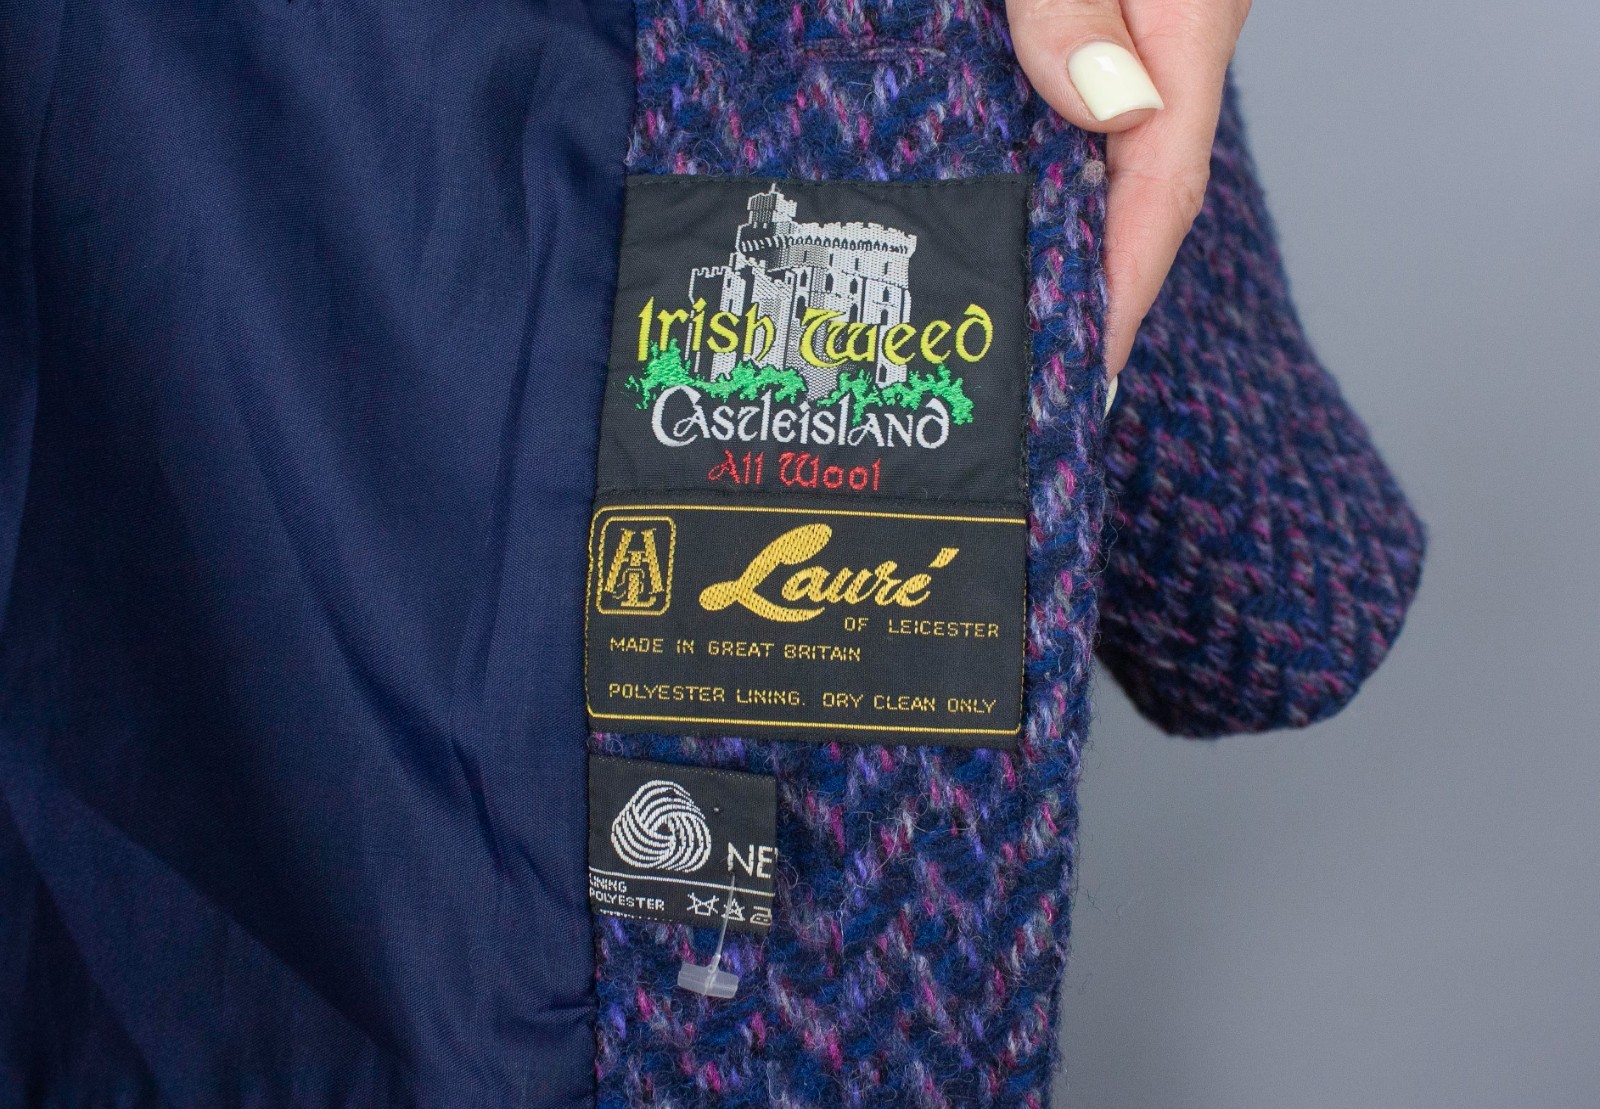 Irish Tweed
Castleisland
All Wool
Lauré
OF LEICESTER
MADE IN GREAT BRITAIN
POLYESTER LINING. DRY CLEAN ONLY
LINING
POLYESTER